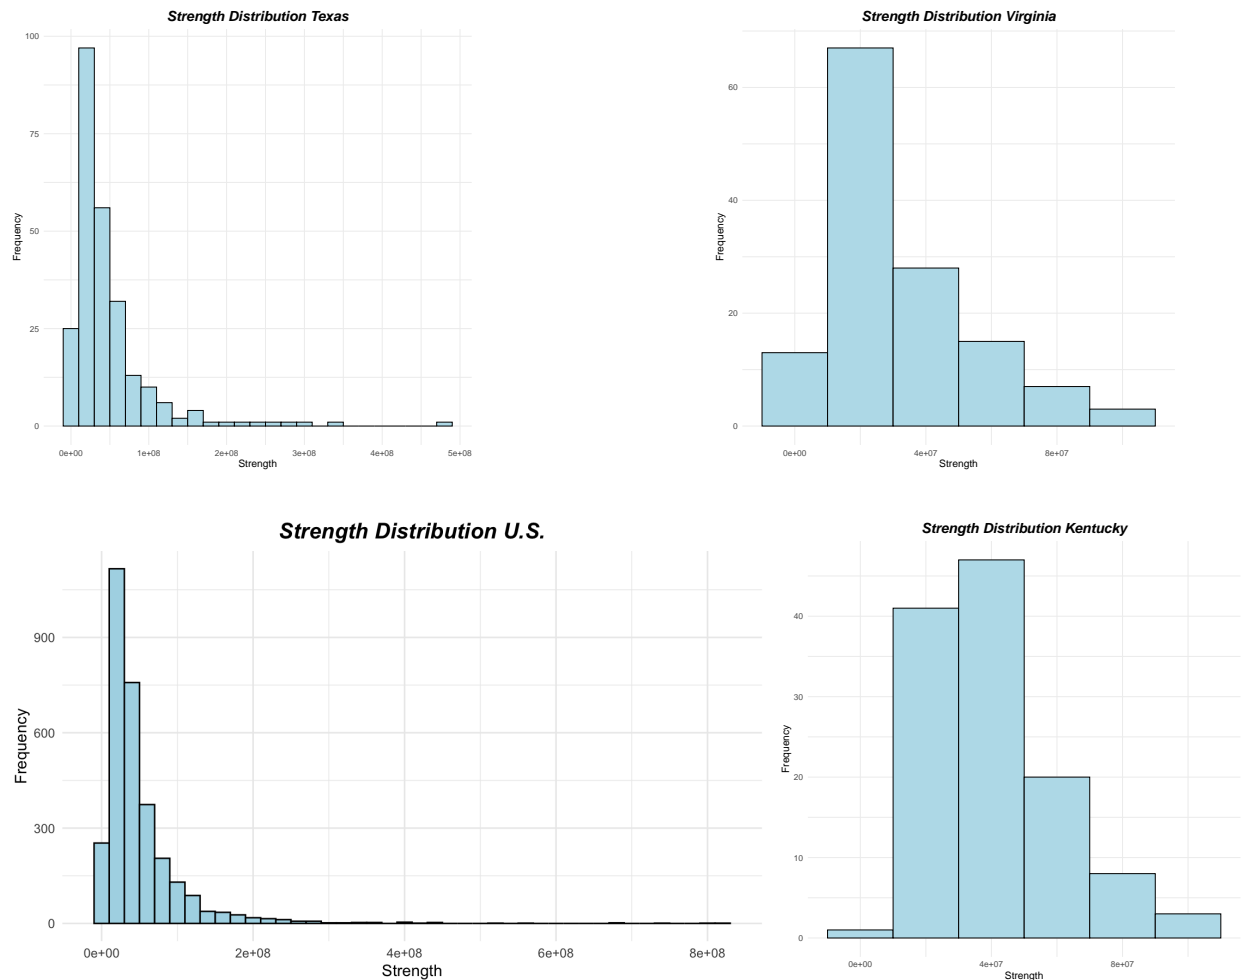 Strength Distribution Texas
100
75
50
25
0
Frequency
0e+00 1e+08 2e+08 3e+08 4e+08 5e+08
Strength
Strength Distribution Virginia
60
40
20
0
Frequency
0e+00 4e+07 8e+07
Strength
Strength Distribution U.S.
900
600
300
0
Frequency
0e+00 2e+08 4e+08 6e+08 8e+08
Strength
Strength Distribution Kentucky
40
30
20
10
0
Frequency
0e+00 4e+07 8e+07
Strength